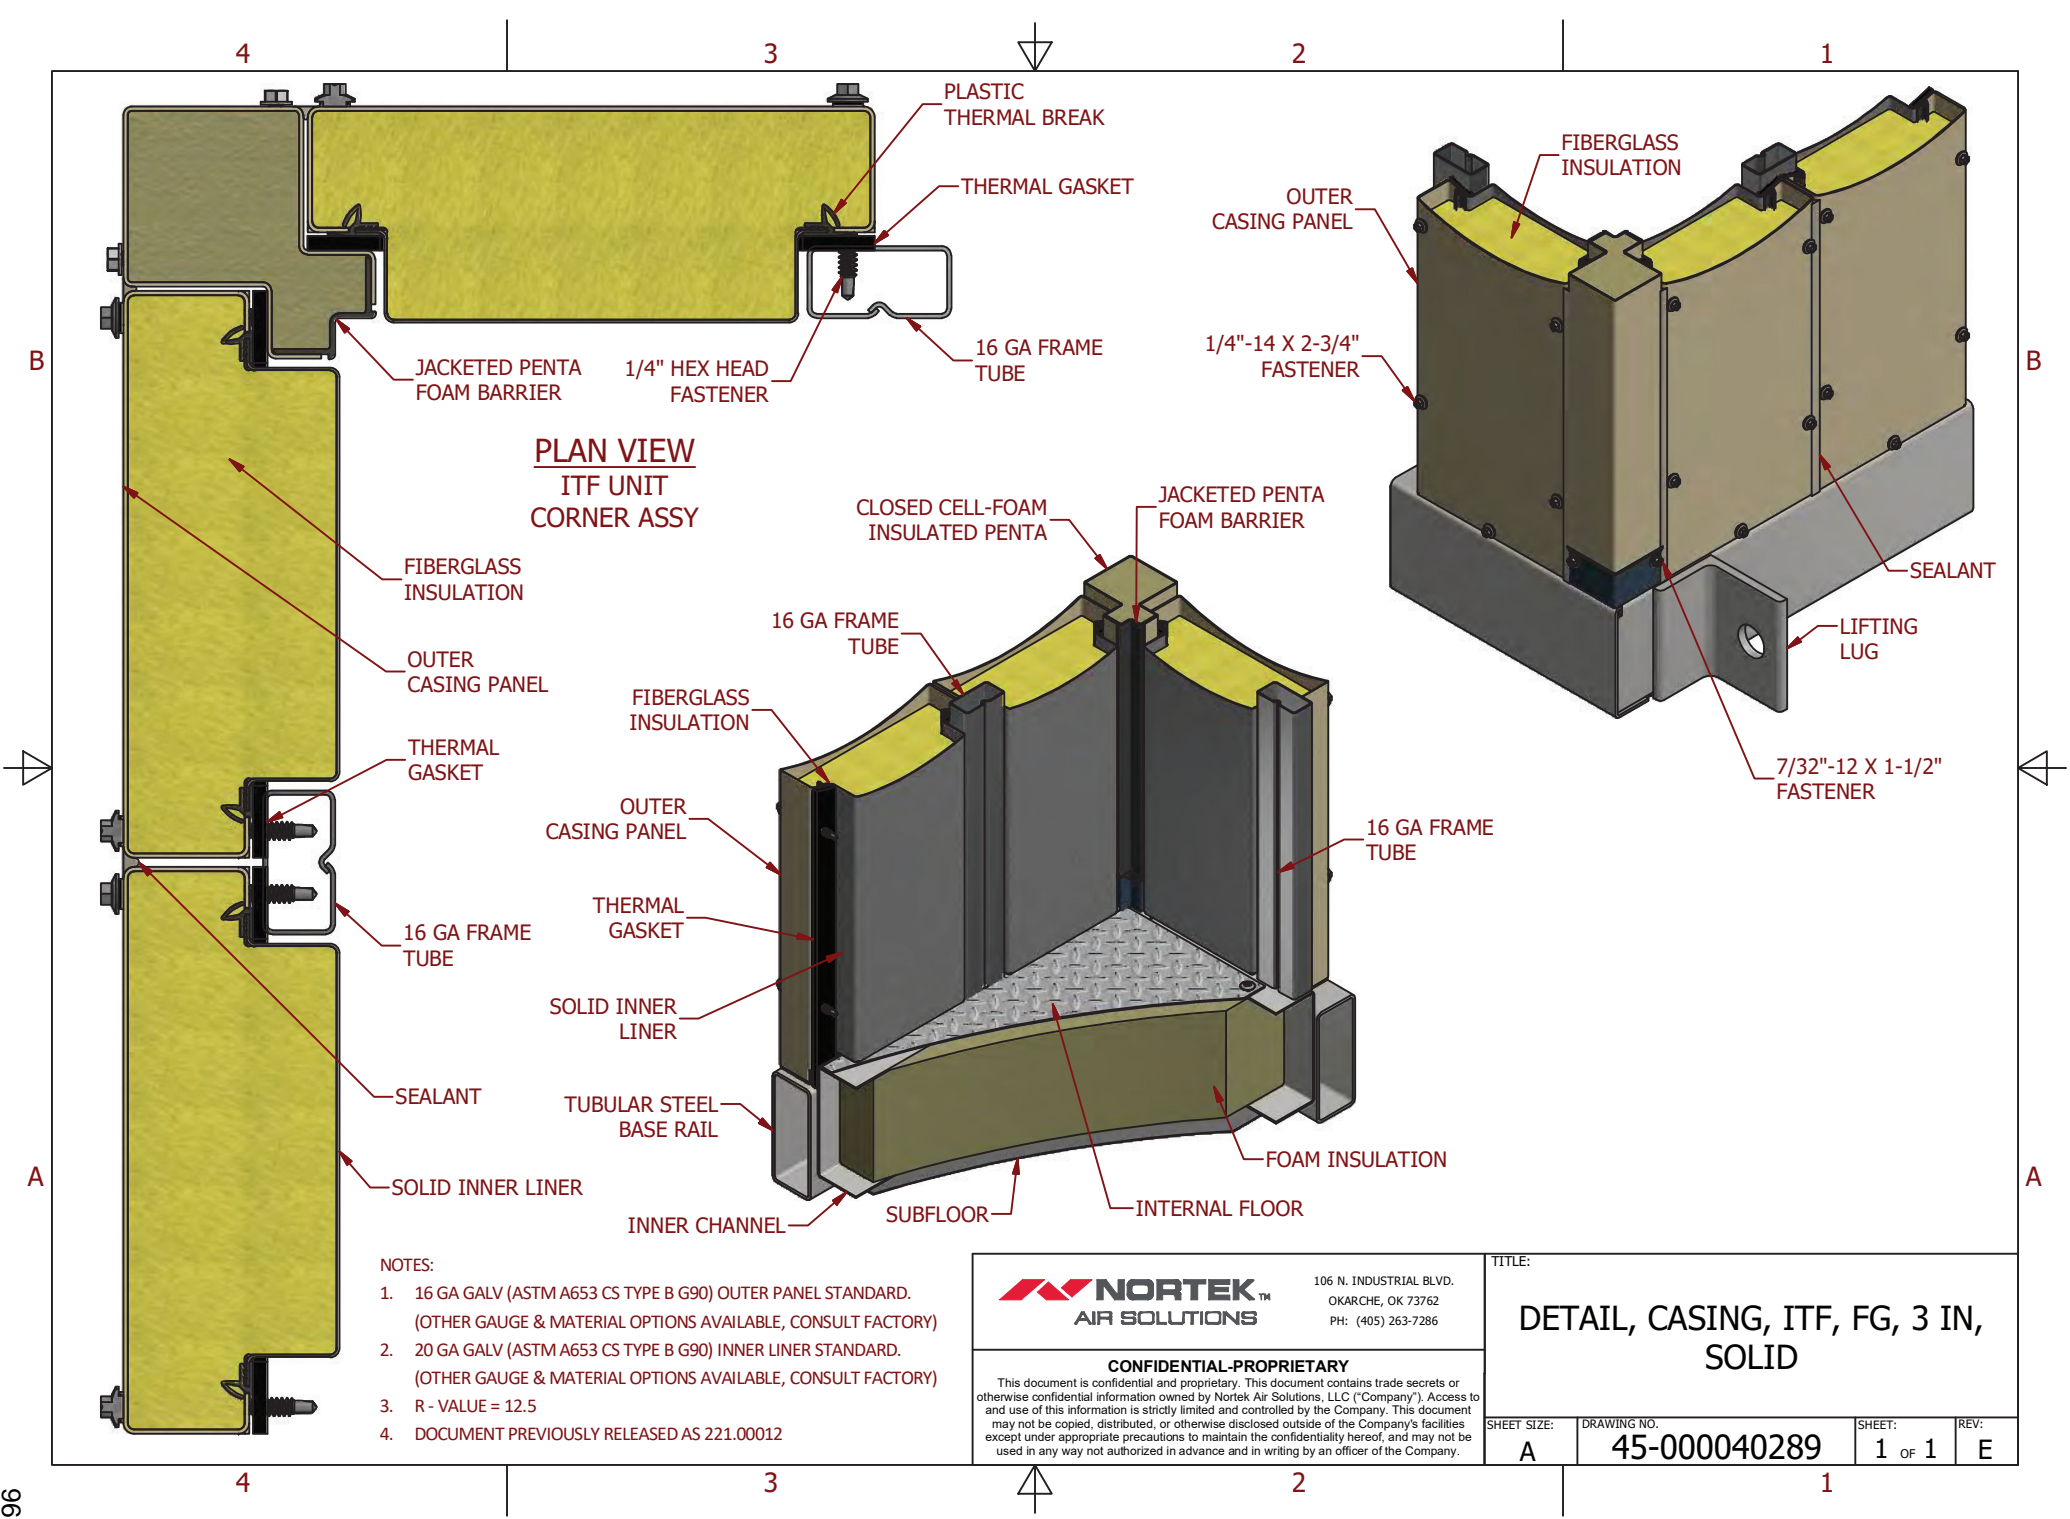 4
3
2
1
PLASTIC
THERMAL BREAK
THERMAL GASKET
JACKETED PENTA
FOAM BARRIER
1/4" HEX HEAD
FASTENER
16 GA FRAME
TUBE
B
PLAN VIEW
ITF UNIT
CORNER ASSY
FIBERGLASS
INSULATION
OUTER
CASING PANEL
THERMAL
GASKET
16 GA FRAME
TUBE
SEALANT
SOLID INNER LINER
A
FIBERGLASS
INSULATION
OUTER
CASING PANEL
1/4"-14 X 2-3/4"
FASTENER
B
SEALANT
LIFTING
LUG
7/32"-12 X 1-1/2"
FASTENER
CLOSED CELL-FOAM
INSULATED PENTA
JACKETED PENTA
FOAM BARRIER
16 GA FRAME
TUBE
FIBERGLASS
INSULATION
OUTER
CASING PANEL
16 GA FRAME
TUBE
THERMAL
GASKET
SOLID INNER
LINER
TUBULAR STEEL
BASE RAIL
FOAM INSULATION
INTERNAL FLOOR
SUBFLOOR
INNER CHANNEL
A
NOTES:
1. 16 GA GALV (ASTM A653 CS TYPE B G90) OUTER PANEL STANDARD.
(OTHER GAUGE & MATERIAL OPTIONS AVAILABLE, CONSULT FACTORY)
2. 20 GA GALV (ASTM A653 CS TYPE B G90) INNER LINER STANDARD.
(OTHER GAUGE & MATERIAL OPTIONS AVAILABLE, CONSULT FACTORY)
3. R - VALUE = 12.5
4. DOCUMENT PREVIOUSLY RELEASED AS 221.00012
NORTEK TM
AIR SOLUTIONS
106 N. INDUSTRIAL BLVD.
OKARCHE, OK 73762
PH: (405) 263-7286
CONFIDENTIAL-PROPRIETARY
This document is confidential and proprietary. This document contains trade secrets or
otherwise confidential information owned by Nortek Air Solutions, LLC (“Company”). Access to
and use of this information is strictly limited and controlled by the Company. This document
may not be copied, distributed, or otherwise disclosed outside of the Company's facilities
except under appropriate precautions to maintain the confidentiality hereof, and may not be
used in any way not authorized in advance and in writing by an officer of the Company.
TITLE:
DETAIL, CASING, ITF, FG, 3 IN,
SOLID
SHEET SIZE:
A
DRAWING NO.
45-000040289
SHEET:
1 OF 1
REV:
E
4
3
2
1
96